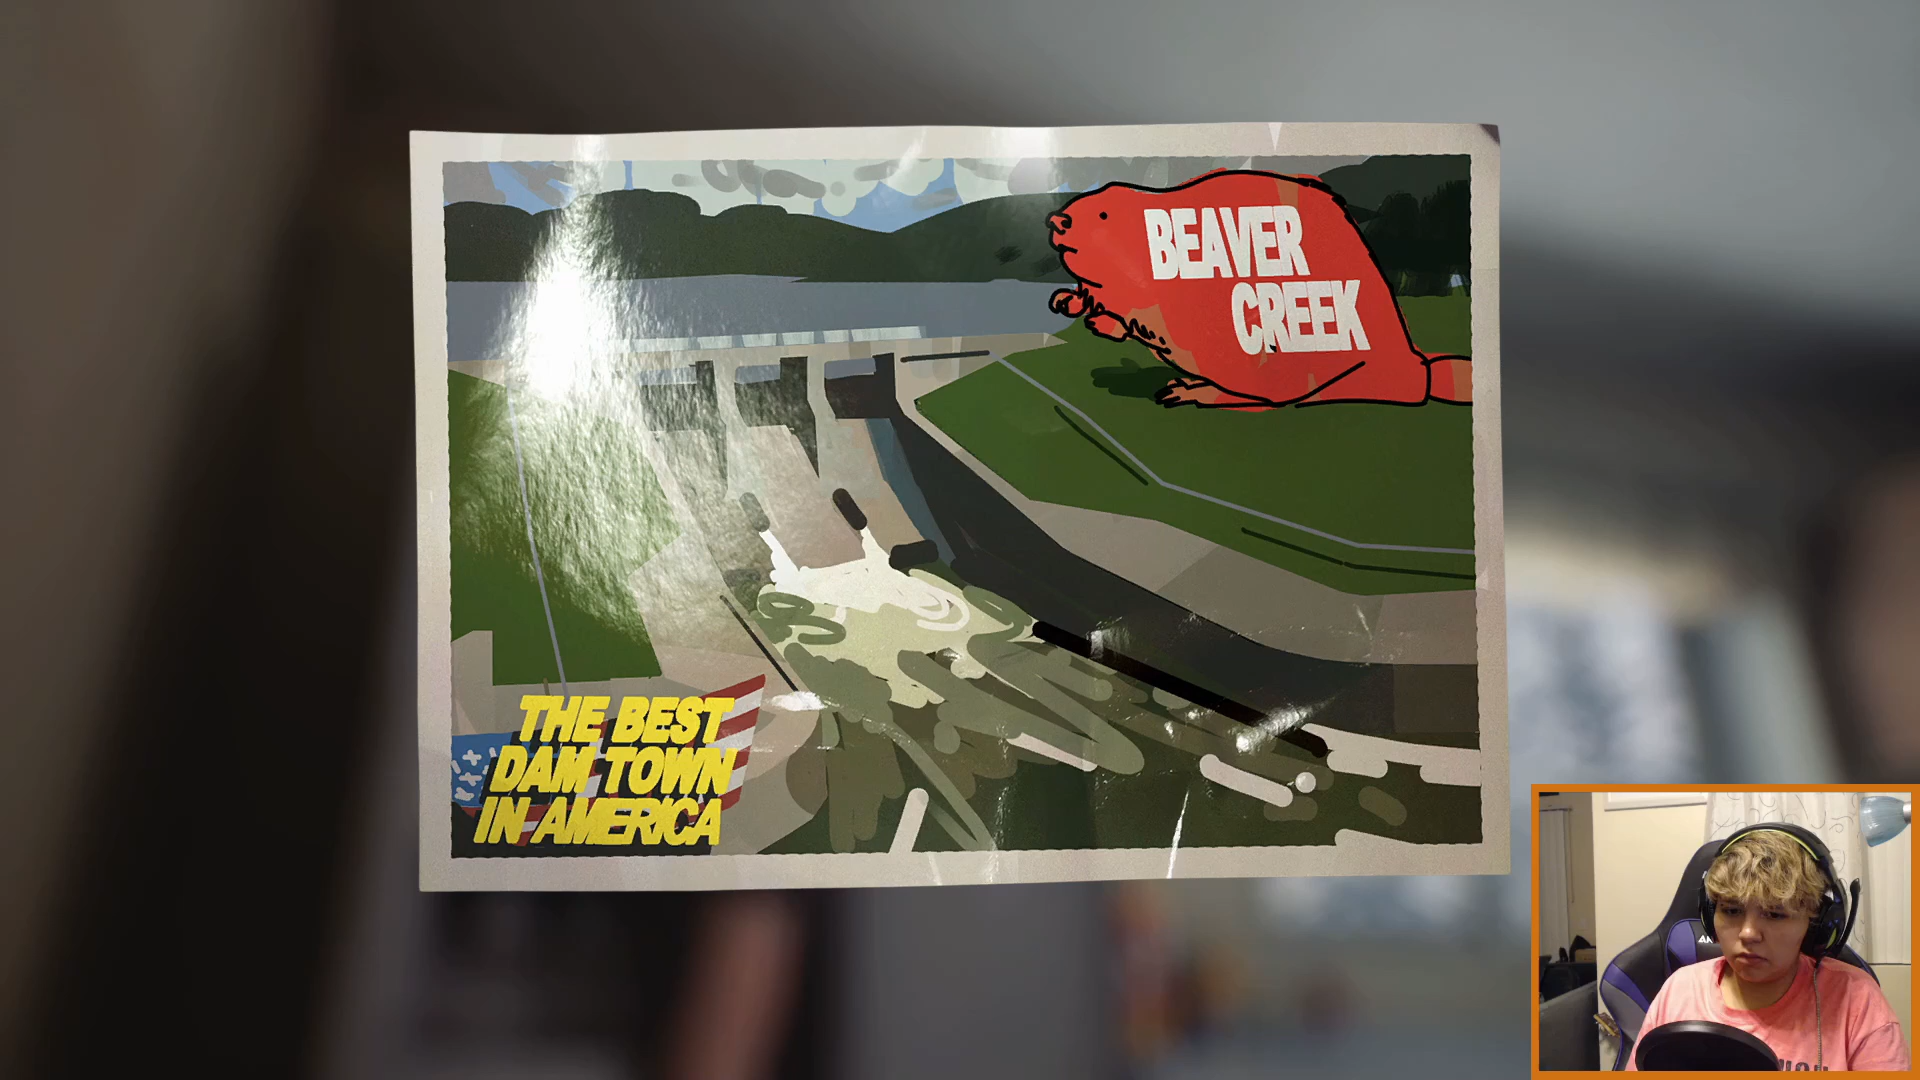 BEAVER
CREEK
THE BEST
DAM TOWN
IN AMERICA